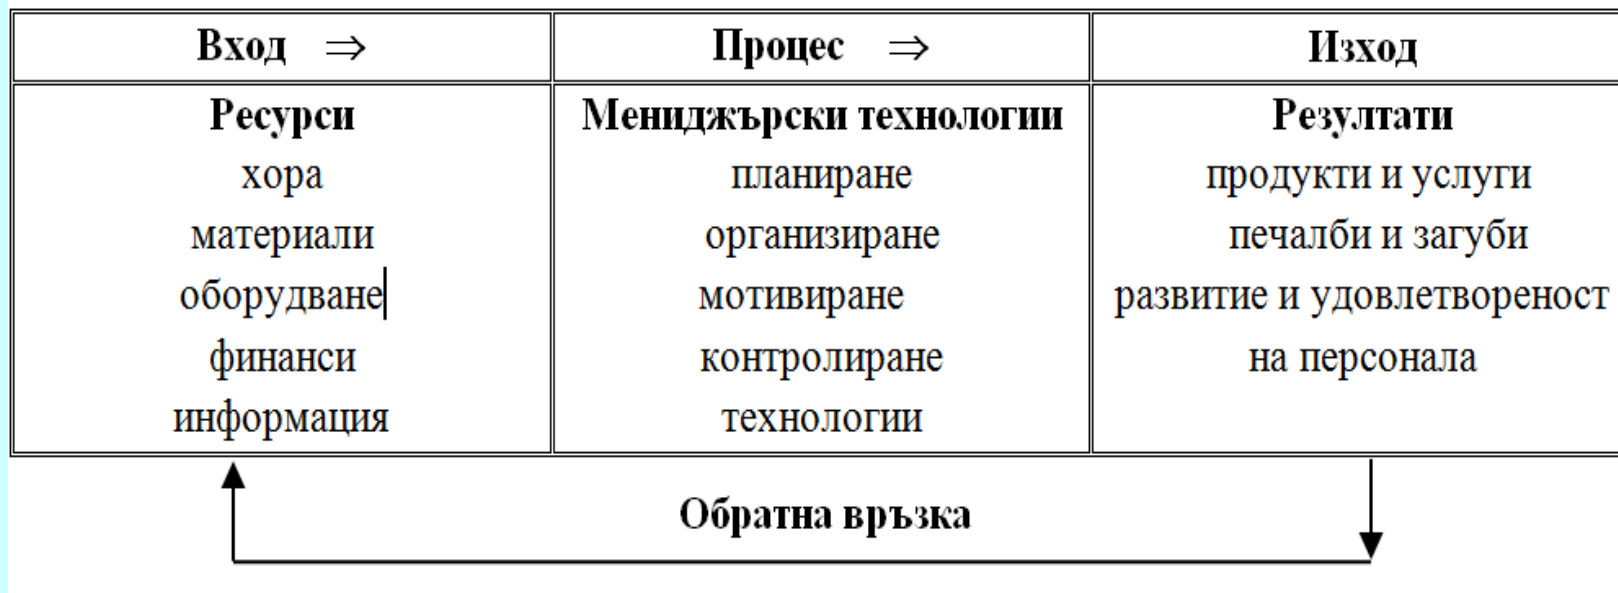 Вход ⇒
Процес ⇒
Изход
Ресурси
хора
материали
оборудване
финанси
информация
Мениджърски технологии
планиране
организиране
мотивиране
контролиране
технологии
Резултати
продукти и услуги
печалби и загуби
развитие и удовлетвореност
на персонала
Обратна връзка